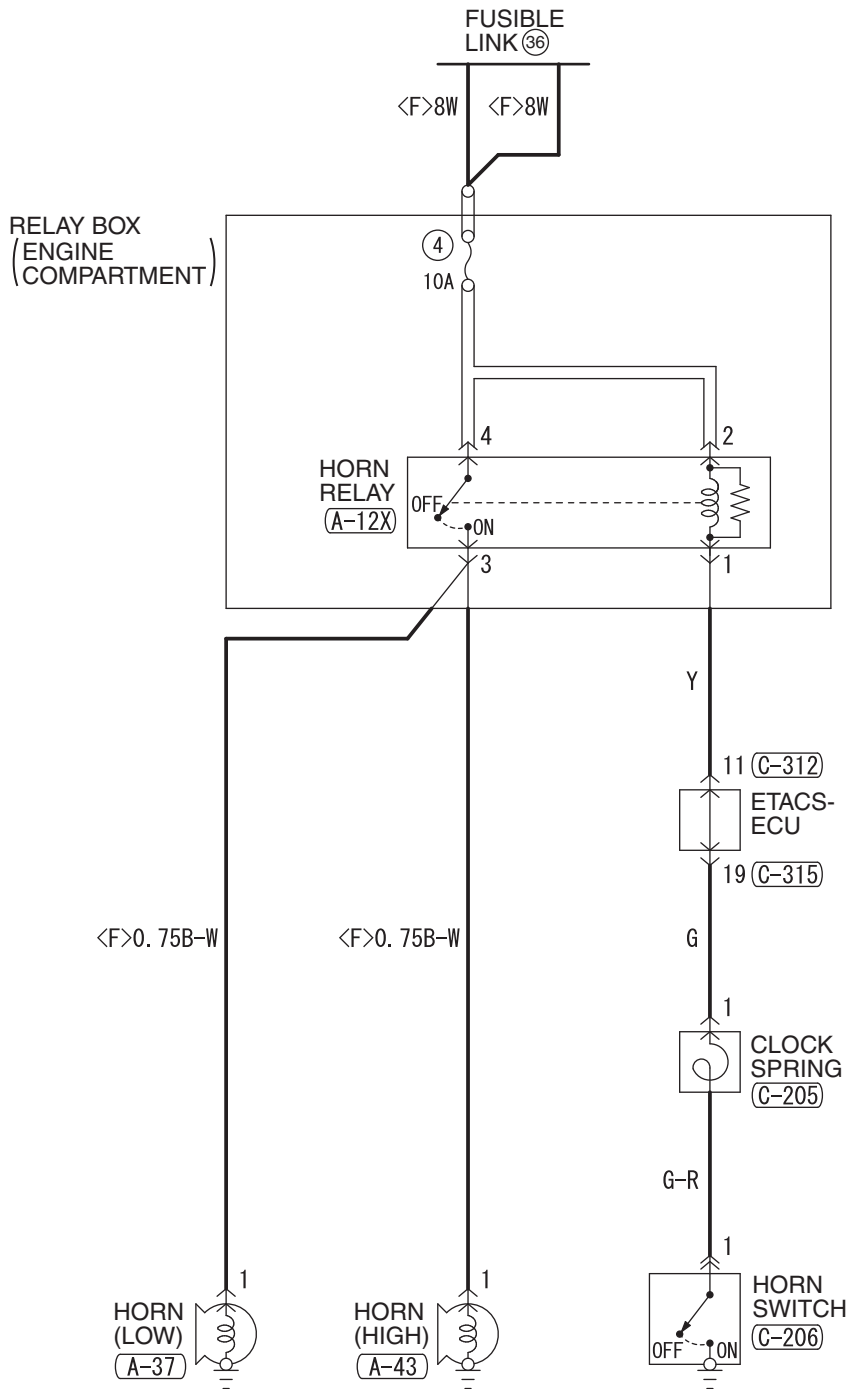 FUSIBLE
LINK 36
<F>8W <F>8W
RELAY BOX
(ENGINE
COMPARTMENT)
4
10A
4
2
HORN
RELAY
A-12X
OFF
ON
3
1
Y
11 C-312
ETACS-
ECU
19 C-315
<F>0.75B-W
<F>0.75B-W
G
1
CLOCK
SPRING
C-205
G-R
1
HORN
(LOW)
A-37
1
HORN
(HIGH)
A-43
1
HORN
SWITCH
C-206
OFF
ON